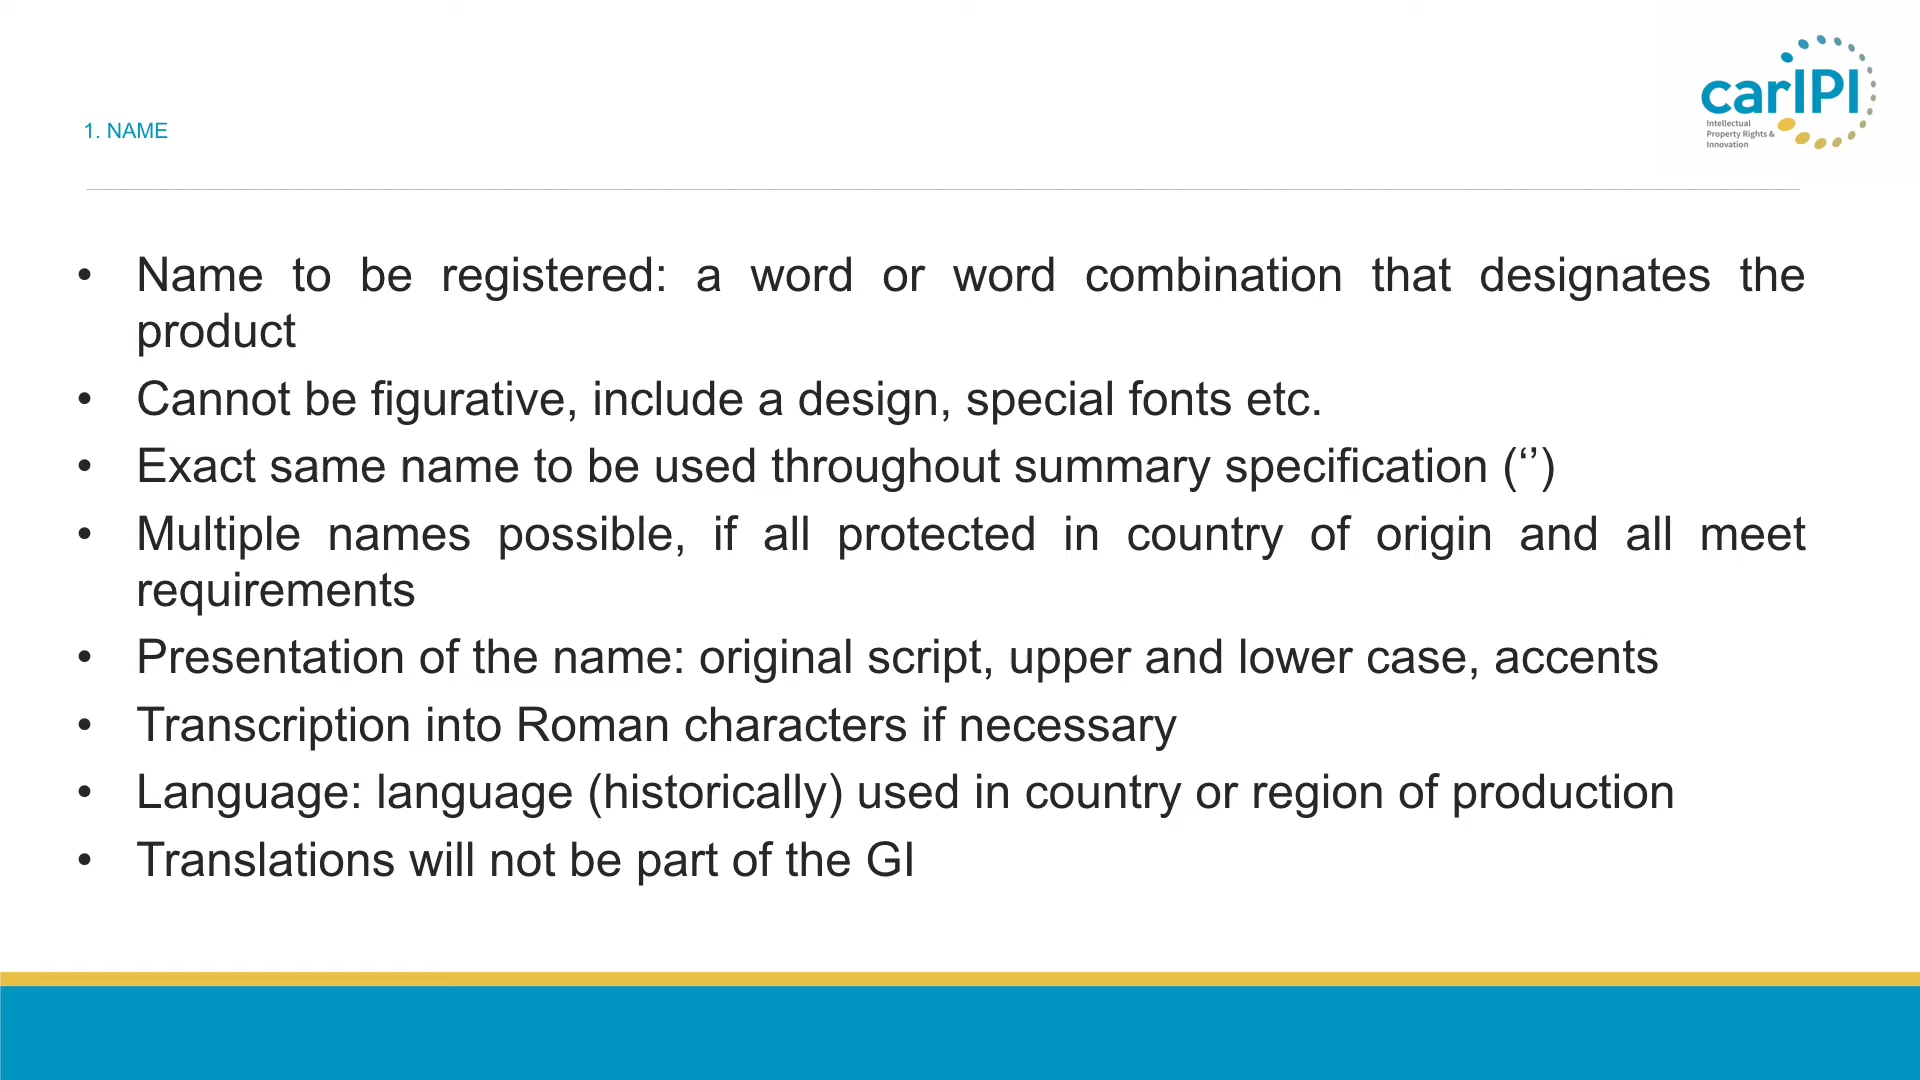 carIPI
Intellectual
Property Rights &
Innovation
1. NAME
• Name to be registered: a word or word combination that designates the
product
• Cannot be figurative, include a design, special fonts etc.
• Exact same name to be used throughout summary specification (‘’)
• Multiple names possible, if all protected in country of origin and all meet
requirements
• Presentation of the name: original script, upper and lower case, accents
• Transcription into Roman characters if necessary
• Language: language (historically) used in country or region of production
• Translations will not be part of the GI